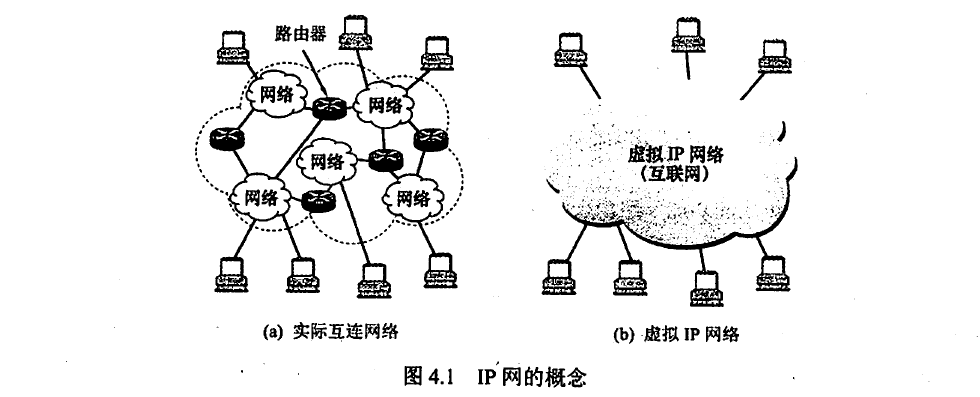 路由器
网络
网络
网络
网络
网络
(a) 实际互连网络
虚拟 IP 网络
(互联网)
(b) 虚拟 IP 网络
图 4.1 IP 网的概念